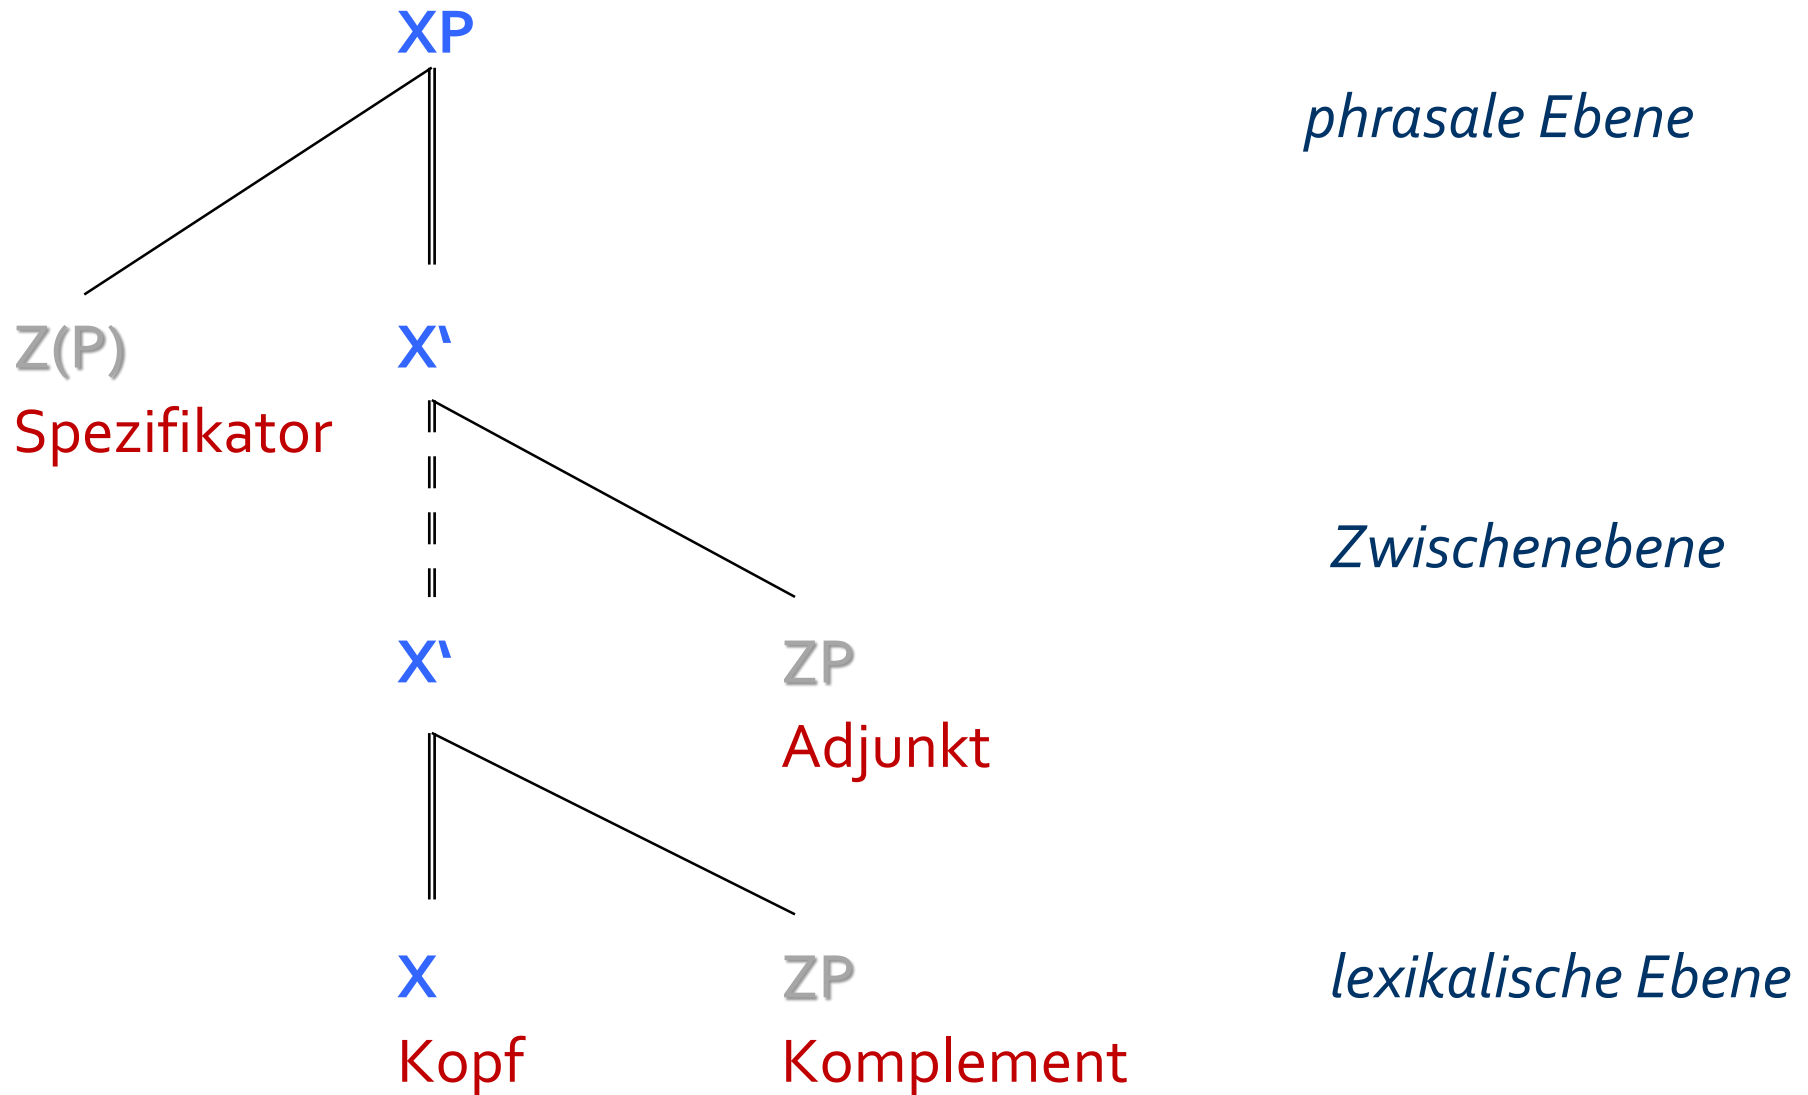 XP
phrasale Ebene
Z(P)
X‘
Spezifikator
Zwischenebene
X‘
ZP
Adjunkt
X
ZP
lexikalische Ebene
Kopf
Komplement